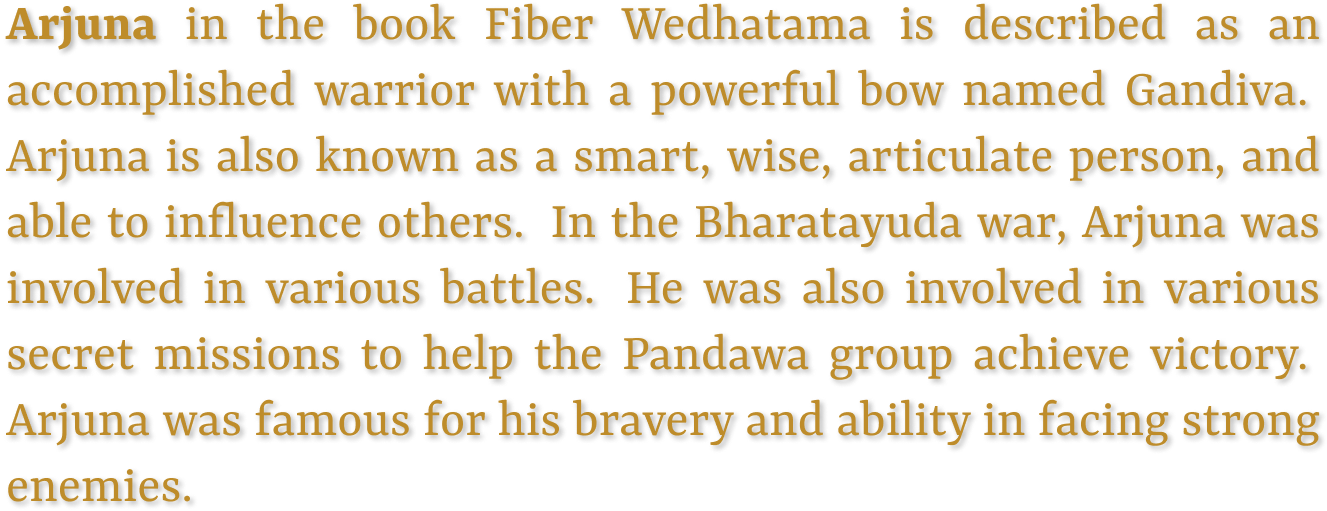 Arjuna in the book Fiber Wedhatama is described as an
accomplished warrior with a powerful bow named Gandiva.
Arjuna is also known as a smart, wise, articulate person, and
able to influence others. In the Bharatayuda war, Arjuna was
involved in various battles. He was also involved in various
secret missions to help the Pandawa group achieve victory.
Arjuna was famous for his bravery and ability in facing strong
enemies.